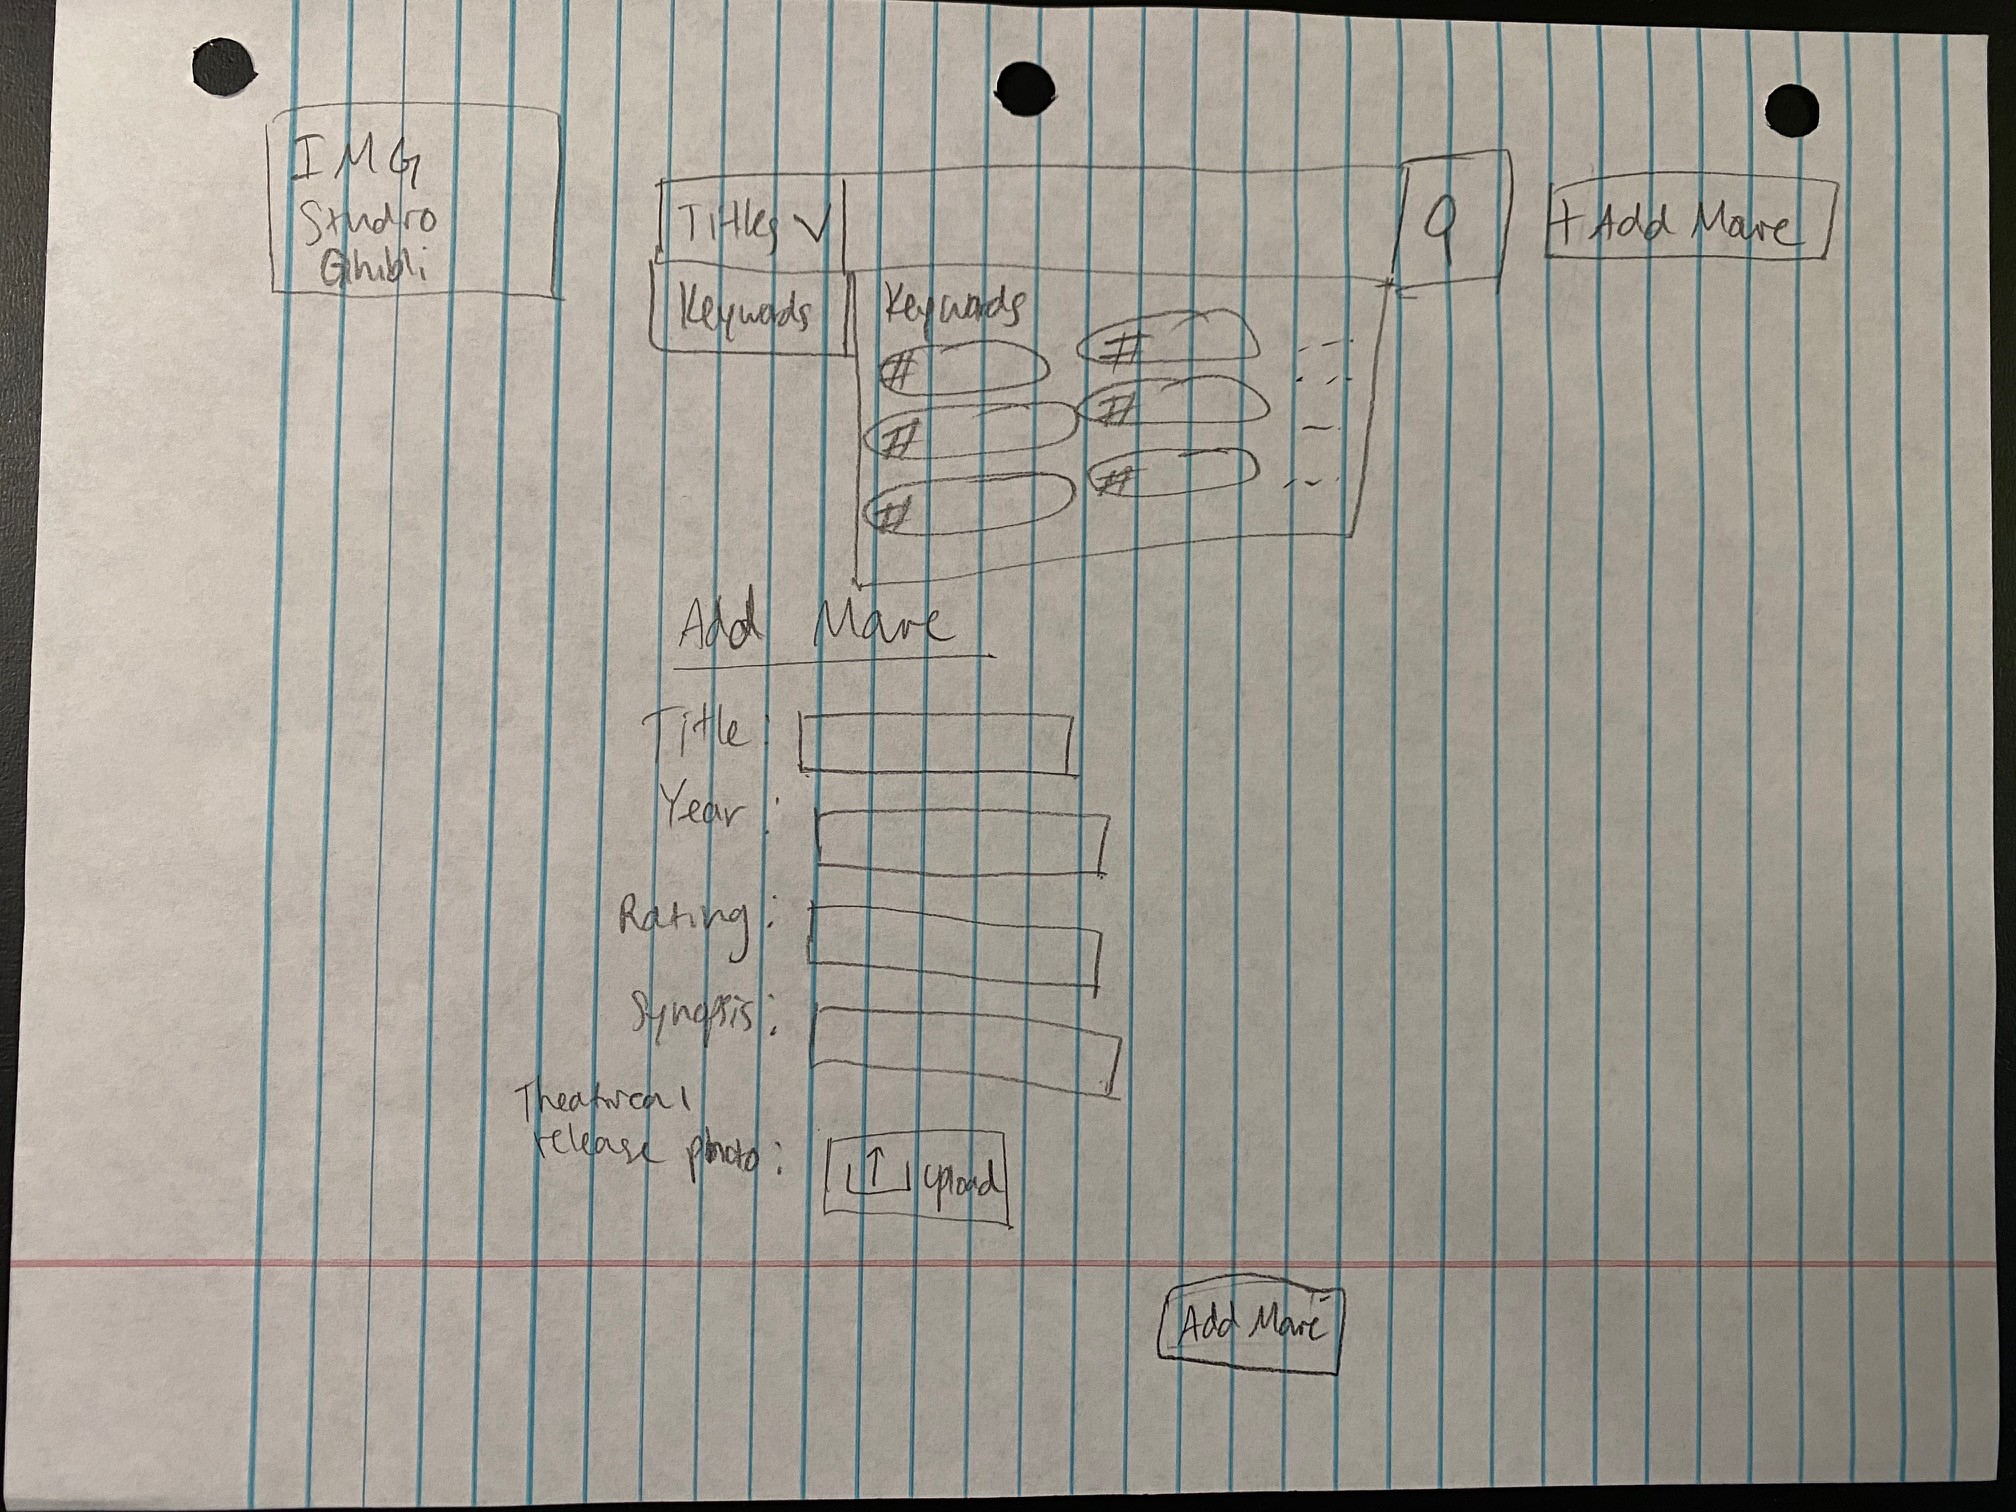 IMG
Studio
Ghibli
Titles
+ Add Movie
Keywords
Keywords
#
#
#
#
#
#
Add Movie
Title:
Year:
Rating:
Synopsis:
Theatrical
release photo:
upload
Add Movie